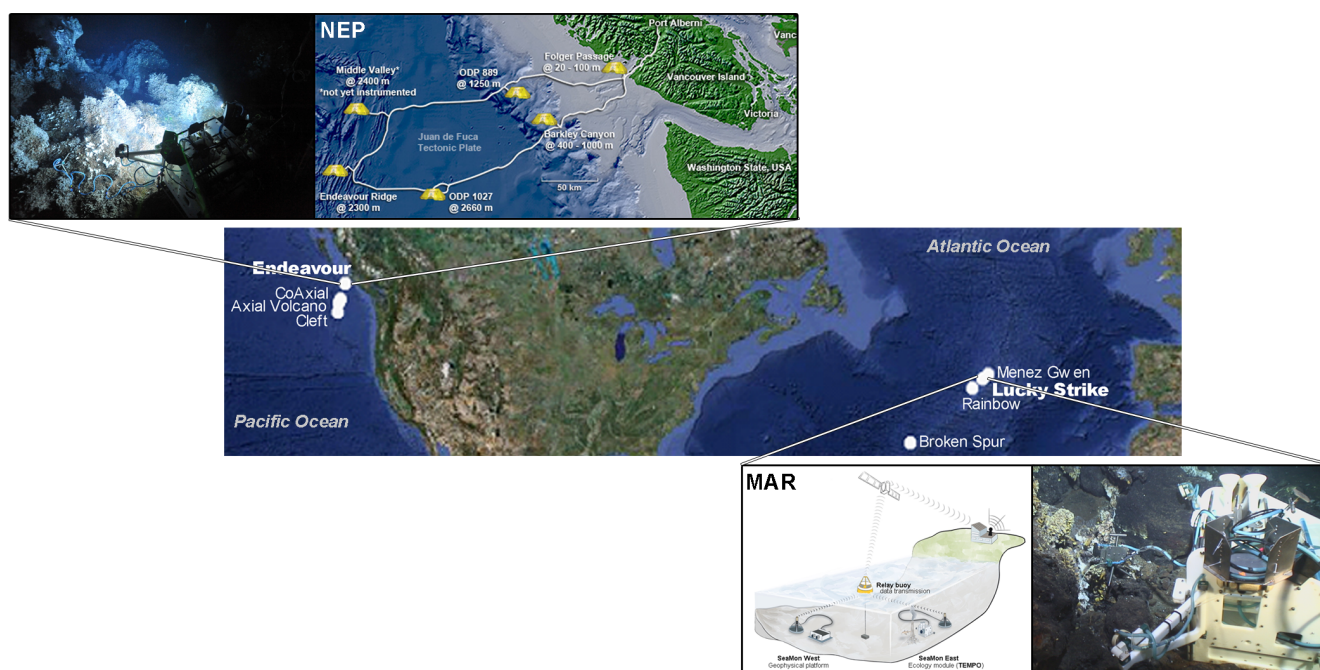 NEP
Port Alberni
Vanc
Folger Passage
@ 20 - 100 m
ODP 889
@ 1250 m
Middle Valley*
@ 2400 m
*not yet instrumented
Vancouver Island
Victoria
Juan de Fuca
Tectonic Plate
Barkley Canyon
@ 400 - 1000 m
Washington State, USA
50 km
Endeavour Ridge
@ 2300 m
ODP 1027
@ 2660 m
Atlantic Ocean
Endeavour
CoAxial
Axial Volcano
Cleft
Menez Gwen
Lucky Strike
Rainbow
Pacific Ocean
Broken Spur
MAR
Relay buoy
data transmission
SeaMon West
Geophysical platform
SeaMon East
Ecology module (TEMPO)